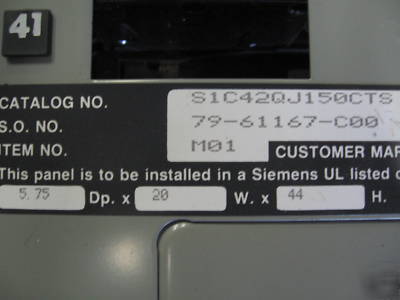 41
CATALOG NO. S1C42QJ150CTS
S.O. NO. 79-61167-C00
ITEM NO. M01 CUSTOMER MAR
This panel is to be installed in a Siemens UL listed
5.75 Dp. x 20 W. x 44 H.